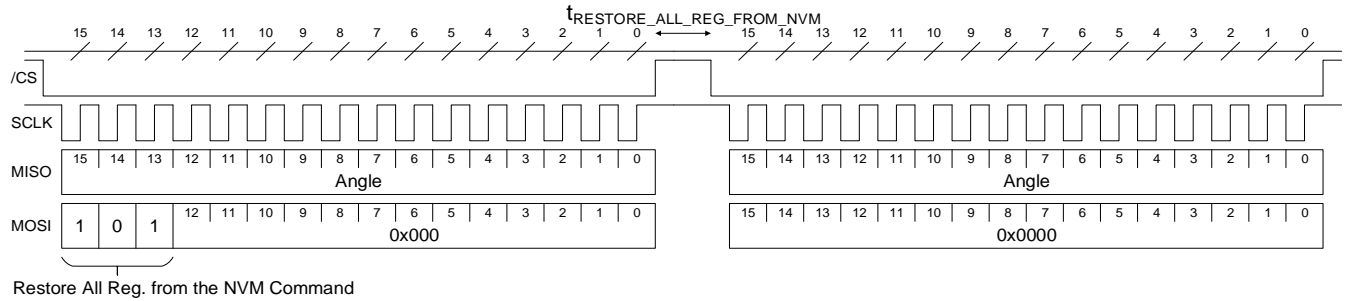 tRESTORE_ALL_REG_FROM_NVM
15 14 13 12 11 10 9 8 7 6 5 4 3 2 1 0 15 14 13 12 11 10 9 8 7 6 5 4 3 2 1 0
/CS
SCLK
15 14 13 12 11 10 9 8 7 6 5 4 3 2 1 0 15 14 13 12 11 10 9 8 7 6 5 4 3 2 1 0
MISO
Angle Angle
12 11 10 9 8 7 6 5 4 3 2 1 0 15 14 13 12 11 10 9 8 7 6 5 4 3 2 1 0
MOSI 1 0 1
0x000 0x0000
Restore All Reg. from the NVM Command